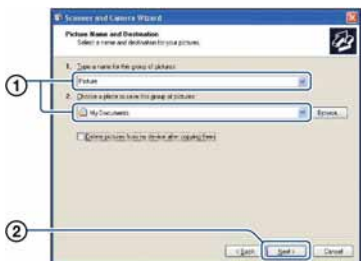 Scanner and Camera Wizard
Picture Name and Destination
Select a name and destination for your pictures.
1. Type a name for this group of pictures:
Picture
2. Choose a place to save this group of pictures:
My Documents
Browse...
Delete pictures from my device after copying them
< Back
Next >
Cancel
1
2